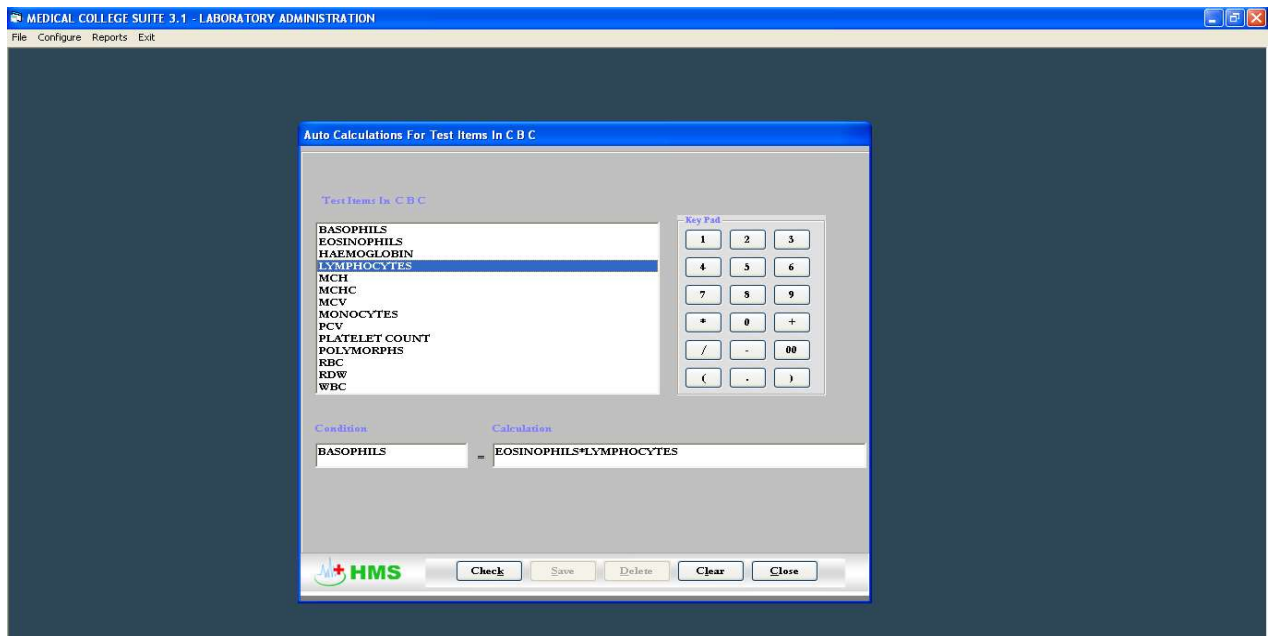 MEDICAL COLLEGE SUITE 3.1 - LABORATORY ADMINISTRATION
File Configure Reports Exit
Auto Calculations For Test Items In C B C
Test Items In C B C
BASOPHILS
EOSINOPHILS
HAEMOGLOBIN
LYMPHOCYTES
MCH
MCHC
MCV
MONOCYTES
PCV
PLATELET COUNT
POLYMORPHS
RBC
RDW
WBC
Key Pad
1 2 3
4 5 6
7 8 9
* 0 +
/ - 00
( . )
Condition Calculation
BASOPHILS = EOSINOPHILS*LYMPHOCYTES
HMS Check Save Delete Clear Close